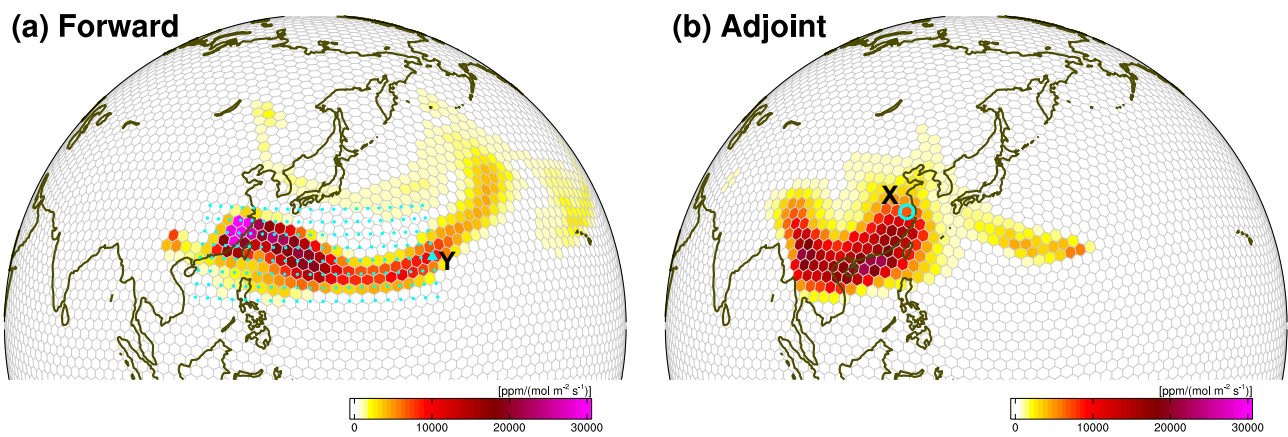 (a) Forward
(b) Adjoint
X
Y
[ppm/(mol m⁻² s⁻¹)]
0 10000 20000 30000
[ppm/(mol m⁻² s⁻¹)]
0 10000 20000 30000